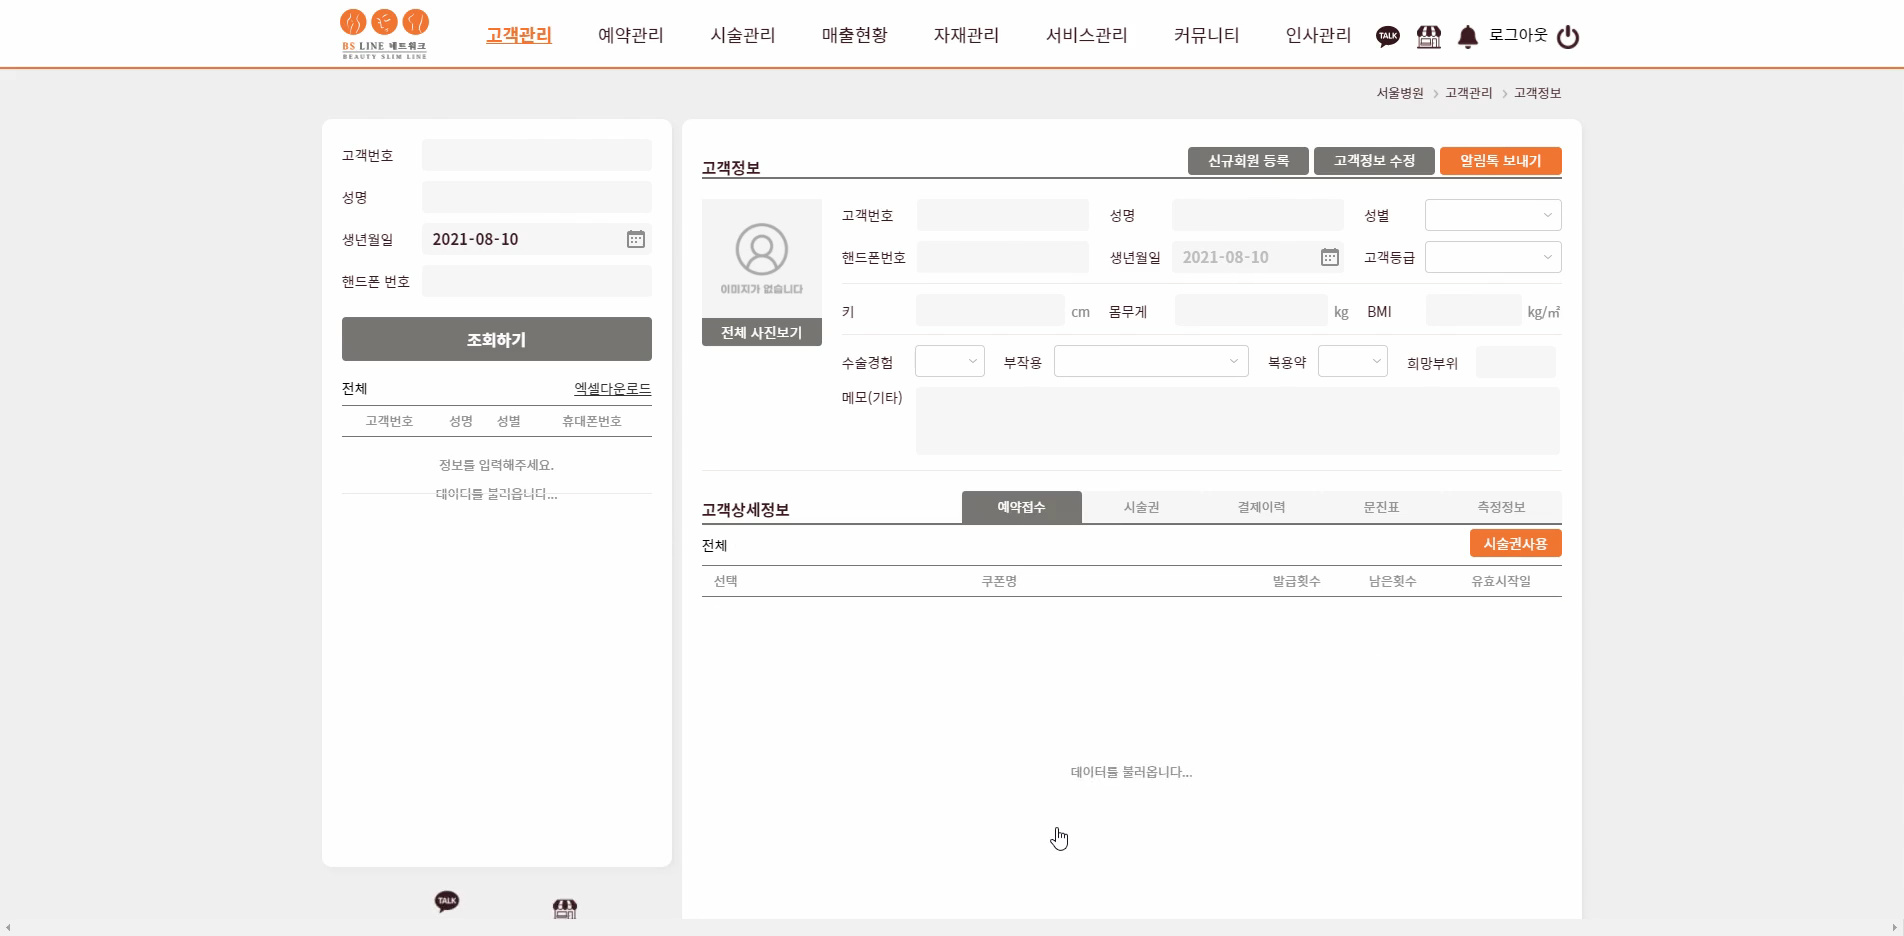 BS LINE 네트워크
BEAUTY SLIM LINE
고객관리 예약관리 시술관리 매출현황 자재관리 서비스관리 커뮤니티 인사관리 TALK 로그아웃
서울병원 > 고객관리 > 고객정보
고객번호
성명
생년월일 2021-08-10
핸드폰 번호
조회하기
전체 엑셀다운로드
고객번호 성명 성별 휴대폰번호
정보를 입력해주세요.
데이터를 불러옵니다...
고객정보 신규회원 등록 고객정보 수정 알림톡 보내기
이미지가 없습니다
전체 사진보기
고객번호 성명 성별
핸드폰번호 생년월일 2021-08-10 고객등급
키 cm 몸무게 kg BMI kg/㎡
수술경험 부작용 복용약 희망부위
메모(기타)
고객상세정보 예약접수 시술권 결제이력 문진표 측정정보
전체 시술권사용
선택 쿠폰명 발급횟수 남은횟수 유효시작일
데이터를 불러옵니다...
TALK